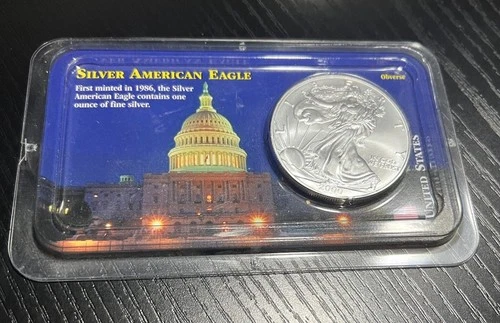 SILVER AMERICAN EAGLE
First minted in 1986, the Silver
American Eagle contains one
ounce of fine silver.
Obverse
UNITED STATES